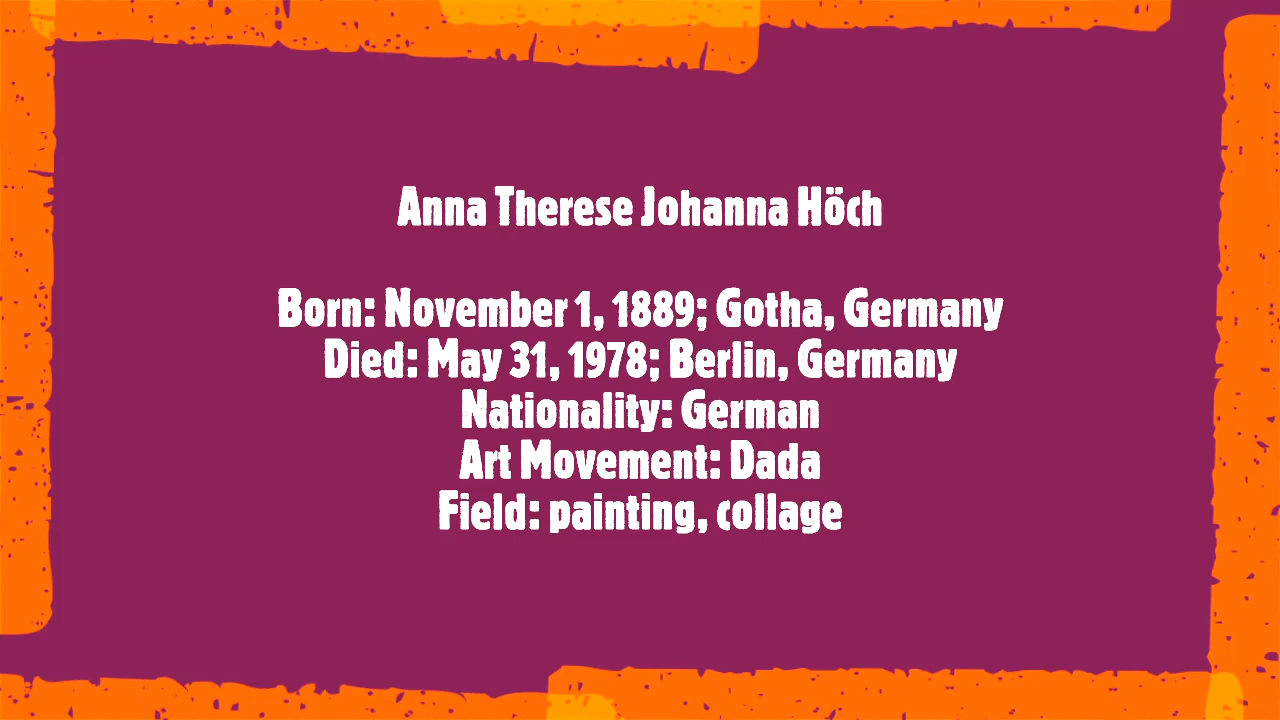 Anna Therese Johanna Höch
Born: November 1, 1889; Gotha, Germany
Died: May 31, 1978; Berlin, Germany
Nationality: German
Art Movement: Dada
Field: painting, collage